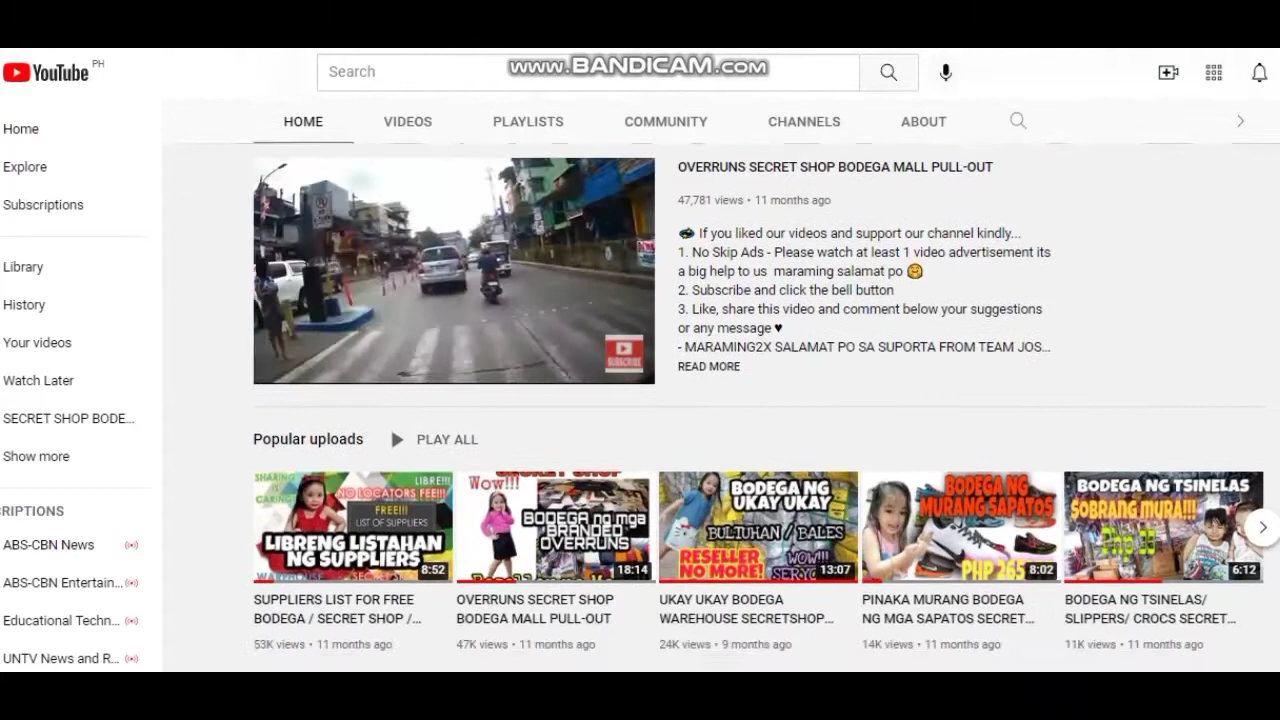 YouTube PH
Search
www.BANDICAM.com
Home
Explore
Subscriptions
Library
History
Your videos
Watch Later
SECRET SHOP BODE...
Show more
RIPTIONS
ABS-CBN News
ABS-CBN Entertain...
Educational Techn...
UNTV News and R...
HOME VIDEOS PLAYLISTS COMMUNITY CHANNELS ABOUT
SUBSCRIBE
OVERRUNS SECRET SHOP BODEGA MALL PULL-OUT
47,781 views • 11 months ago
If you liked our videos and support our channel kindly...
1. No Skip Ads - Please watch at least 1 video advertisement its
a big help to us maraming salamat po 🤗
2. Subscribe and click the bell button
3. Like, share this video and comment below your suggestions
or any message ♥
- MARAMING2X SALAMAT PO SA SUPORTA FROM TEAM JOS...
READ MORE
Popular uploads PLAY ALL
SHARING
IS
CARING
LIBRE!!!
NO LOCATORS FEE!!!
FREE!!!
LIST OF SUPPLIERS
LIBRENG LISTAHAN
NG SUPPLIERS
8:52
SUPPLIERS LIST FOR FREE
BODEGA / SECRET SHOP /...
53K views • 11 months ago
SECRET SHOP
Wow!!!
BODEGA ng mga
BRANDED
OVERRUNS
18:14
OVERRUNS SECRET SHOP
BODEGA MALL PULL-OUT
47K views • 11 months ago
BODEGA NG
UKAY UKAY
BULTUHAN / BALES
RESELLER
NO MORE!
WOW!!!
13:07
UKAY UKAY BODEGA
WAREHOUSE SECRETSHOP...
24K views • 9 months ago
BODEGA NG
MURANG SAPATOS
PHP 265
8:02
PINAKA MURANG BODEGA
NG MGA SAPATOS SECRET...
14K views • 11 months ago
BODEGA NG TSINELAS
SOBRANG MURA!!!
6:12
BODEGA NG TSINELAS/
SLIPPERS/ CROCS SECRET...
11K views • 11 months ago